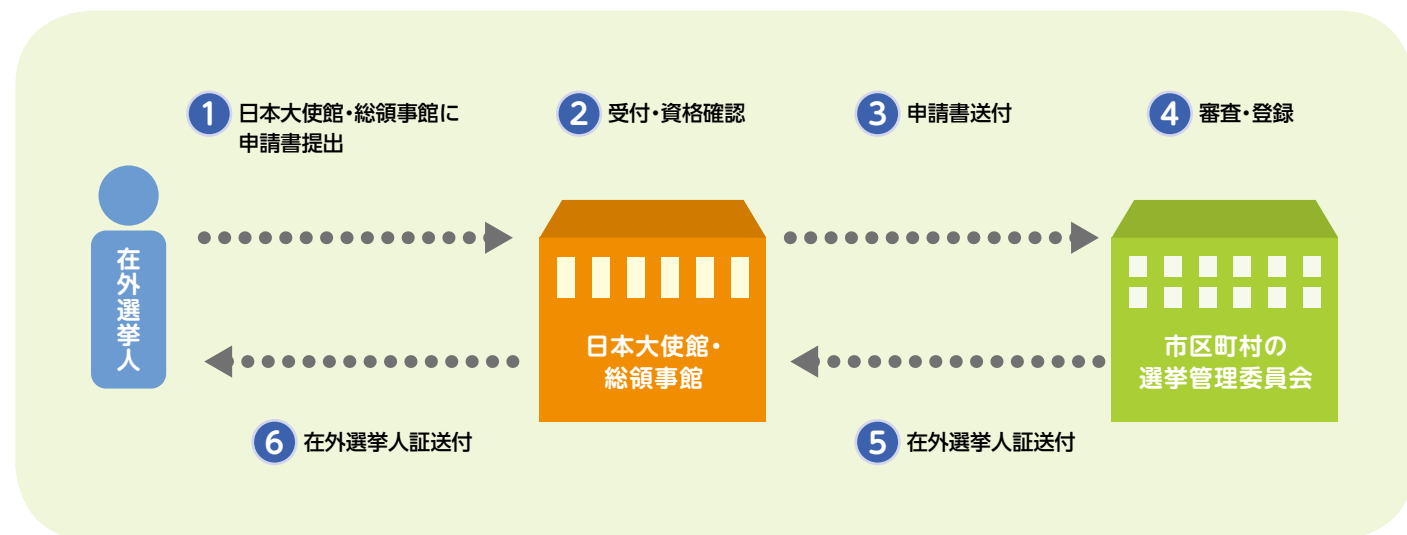 1 日本大使館・総領事館に
申請書提出
2 受付・資格確認
3 申請書送付
4 審査・登録
在外選挙人
日本大使館・
総領事館
市区町村の
選挙管理委員会
6 在外選挙人証送付
5 在外選挙人証送付